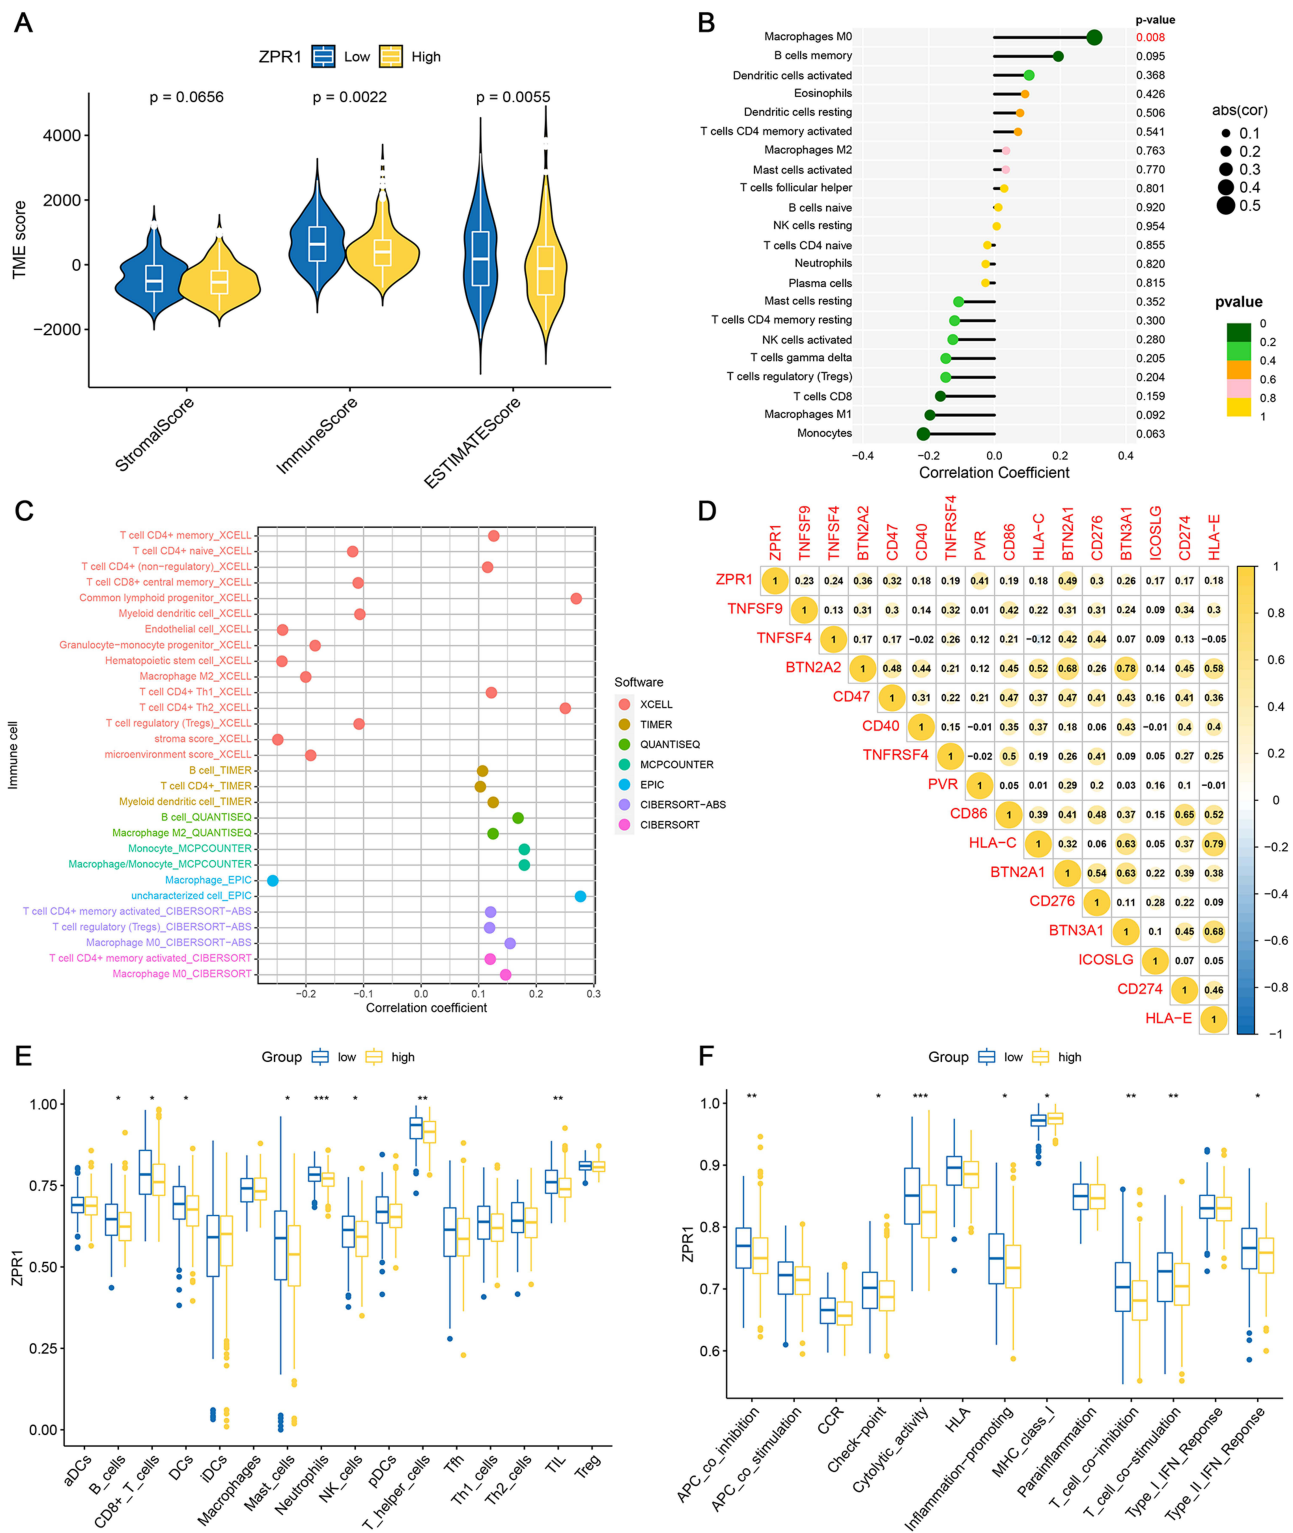 A
ZPR1 Low High
p = 0.0656 p = 0.0022 p = 0.0055
TME score
4000
2000
0
−2000
StromalScore
ImmuneScore
ESTIMATEScore
B
p-value
Macrophages M0 0.008
B cells memory 0.095
Dendritic cells activated 0.368
Eosinophils 0.426
Dendritic cells resting 0.506
T cells CD4 memory activated 0.541
Macrophages M2 0.763
Mast cells activated 0.770
T cells follicular helper 0.801
B cells naive 0.920
NK cells resting 0.954
T cells CD4 naive 0.855
Neutrophils 0.820
Plasma cells 0.815
Mast cells resting 0.352
T cells CD4 memory resting 0.300
NK cells activated 0.280
T cells gamma delta 0.205
T cells regulatory (Tregs) 0.204
T cells CD8 0.159
Macrophages M1 0.092
Monocytes 0.063
−0.4 −0.2 0.0 0.2 0.4
Correlation Coefficient
abs(cor)
0.1
0.2
0.3
0.4
0.5
pvalue
0
0.2
0.4
0.6
0.8
1
C
Immune cell
T cell CD4+ memory_XCELL
T cell CD4+ naive_XCELL
T cell CD4+ (non−regulatory)_XCELL
T cell CD8+ central memory_XCELL
Common lymphoid progenitor_XCELL
Myeloid dendritic cell_XCELL
Endothelial cell_XCELL
Granulocyte−monocyte progenitor_XCELL
Hematopoietic stem cell_XCELL
Macrophage M2_XCELL
T cell CD4+ Th1_XCELL
T cell CD4+ Th2_XCELL
T cell regulatory (Tregs)_XCELL
stroma score_XCELL
microenvironment score_XCELL
B cell_TIMER
T cell CD4+_TIMER
Myeloid dendritic cell_TIMER
B cell_QUANTISEQ
Macrophage M2_QUANTISEQ
Monocyte_MCPCOUNTER
Macrophage/Monocyte_MCPCOUNTER
Macrophage_EPIC
uncharacterized cell_EPIC
T cell CD4+ memory activated_CIBERSORT−ABS
T cell regulatory (Tregs)_CIBERSORT−ABS
Macrophage M0_CIBERSORT−ABS
T cell CD4+ memory activated_CIBERSORT
Macrophage M0_CIBERSORT
−0.2 −0.1 0.0 0.1 0.2 0.3
Correlation coefficient
Software
XCELL
TIMER
QUANTISEQ
MCPCOUNTER
EPIC
CIBERSORT−ABS
CIBERSORT
D
ZPR1 TNFSF9 TNFSF4 BTN2A2 CD47 CD40 TNFRSF4 PVR CD86 HLA−C BTN2A1 CD276 BTN3A1 ICOSLG CD274 HLA−E
ZPR1 1 0.23 0.24 0.36 0.32 0.18 0.19 0.41 0.19 0.18 0.49 0.3 0.26 0.17 0.17 0.18
TNFSF9 1 0.13 0.31 0.3 0.14 0.32 0.01 0.42 0.22 0.31 0.31 0.24 0.09 0.34 0.3
TNFSF4 1 0.17 0.17 −0.02 0.26 0.12 0.21 −0.12 0.42 0.44 0.07 0.09 0.13 −0.05
BTN2A2 1 0.48 0.44 0.21 0.12 0.45 0.52 0.68 0.26 0.78 0.14 0.45 0.58
CD47 1 0.31 0.22 0.21 0.47 0.37 0.47 0.41 0.43 0.16 0.41 0.36
CD40 1 0.15 −0.01 0.35 0.37 0.18 0.06 0.43 −0.01 0.4 0.4
TNFRSF4 1 −0.02 0.5 0.19 0.26 0.41 0.09 0.05 0.27 0.25
PVR 1 0.05 0.01 0.29 0.2 0.03 0.16 0.1 −0.01
CD86 1 0.39 0.41 0.48 0.37 0.15 0.65 0.52
HLA−C 1 0.32 0.06 0.63 0.05 0.37 0.79
BTN2A1 1 0.54 0.63 0.22 0.39 0.38
CD276 1 0.11 0.28 0.22 0.09
BTN3A1 1 0.1 0.45 0.68
ICOSLG 1 0.07 0.05
CD274 1 0.46
HLA−E 1
1
0.8
0.6
0.4
0.2
0
−0.2
−0.4
−0.6
−0.8
−1
E
Group low high
* * * * *** * ** **
ZPR1
1.00
0.75
0.50
0.25
0.00
aDCs
B_cells
CD8+_T_cells
DCs
iDCs
Macrophages
Mast_cells
Neutrophils
NK_cells
pDCs
T_helper_cells
Tfh
Th1_cells
Th2_cells
TIL
Treg
F
Group low high
** * *** * * ** ** *
ZPR1
1.0
0.9
0.8
0.7
0.6
APC_co_inhibition
APC_co_stimulation
CCR
Check−point
Cytolytic_activity
HLA
Inflammation−promoting
MHC_class_I
Parainflammation
T_cell_co−inhibition
T_cell_co−stimulation
Type_I_IFN_Reponse
Type_II_IFN_Reponse